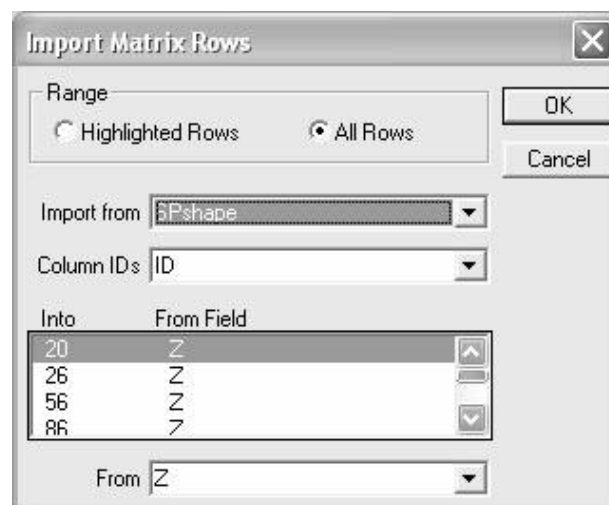 Import Matrix Rows
Range
Highlighted Rows All Rows
OK
Cancel
Import from SPshape
Column IDs ID
Into From Field
20 Z
26 Z
56 Z
86 Z
From Z